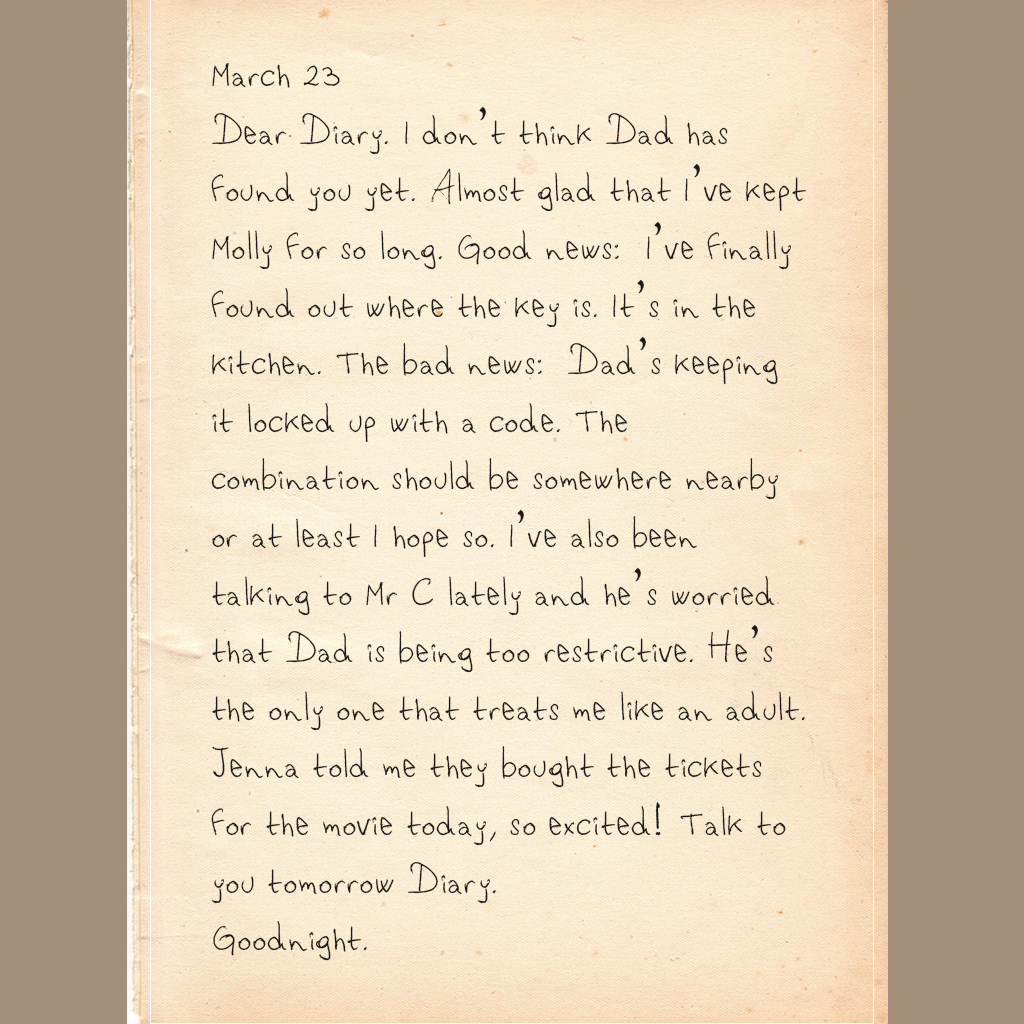 March 23
Dear Diary. I don't think Dad has
found you yet. Almost glad that I've kept
Molly for so long. Good news: I've finally
found out where the key is. It's in the
kitchen. The bad news: Dad's keeping
it locked up with a code. The
combination should be somewhere nearby
or at least I hope so. I've also been
talking to Mr C lately and he's worried
that Dad is being too restrictive. He's
the only one that treats me like an adult.
Jenna told me they bought the tickets
for the movie today, so excited! Talk to
you tomorrow Diary.
Goodnight.